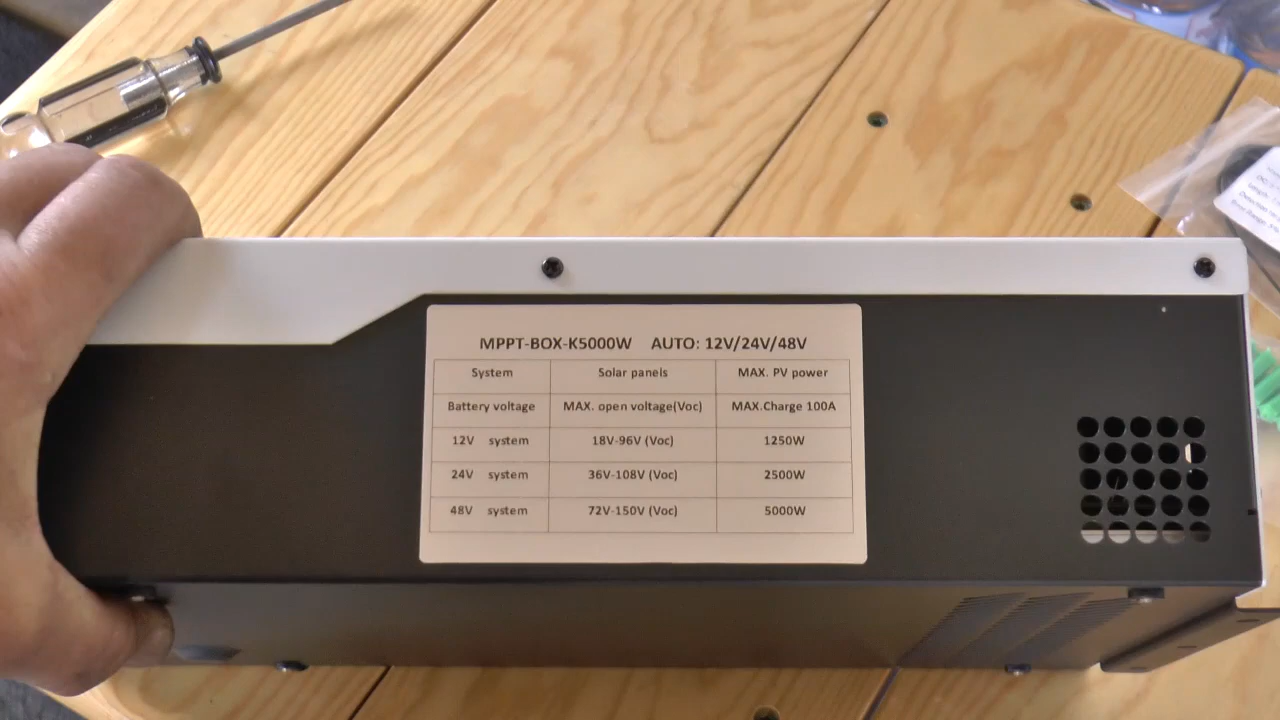 MPPT-BOX-K5000W AUTO: 12V/24V/48V
System Solar panels MAX. PV power
Battery voltage MAX. open voltage(Voc) MAX.Charge 100A
12V system 18V-96V (Voc) 1250W
24V system 36V-108V (Voc) 2500W
48V system 72V-150V (Voc) 5000W